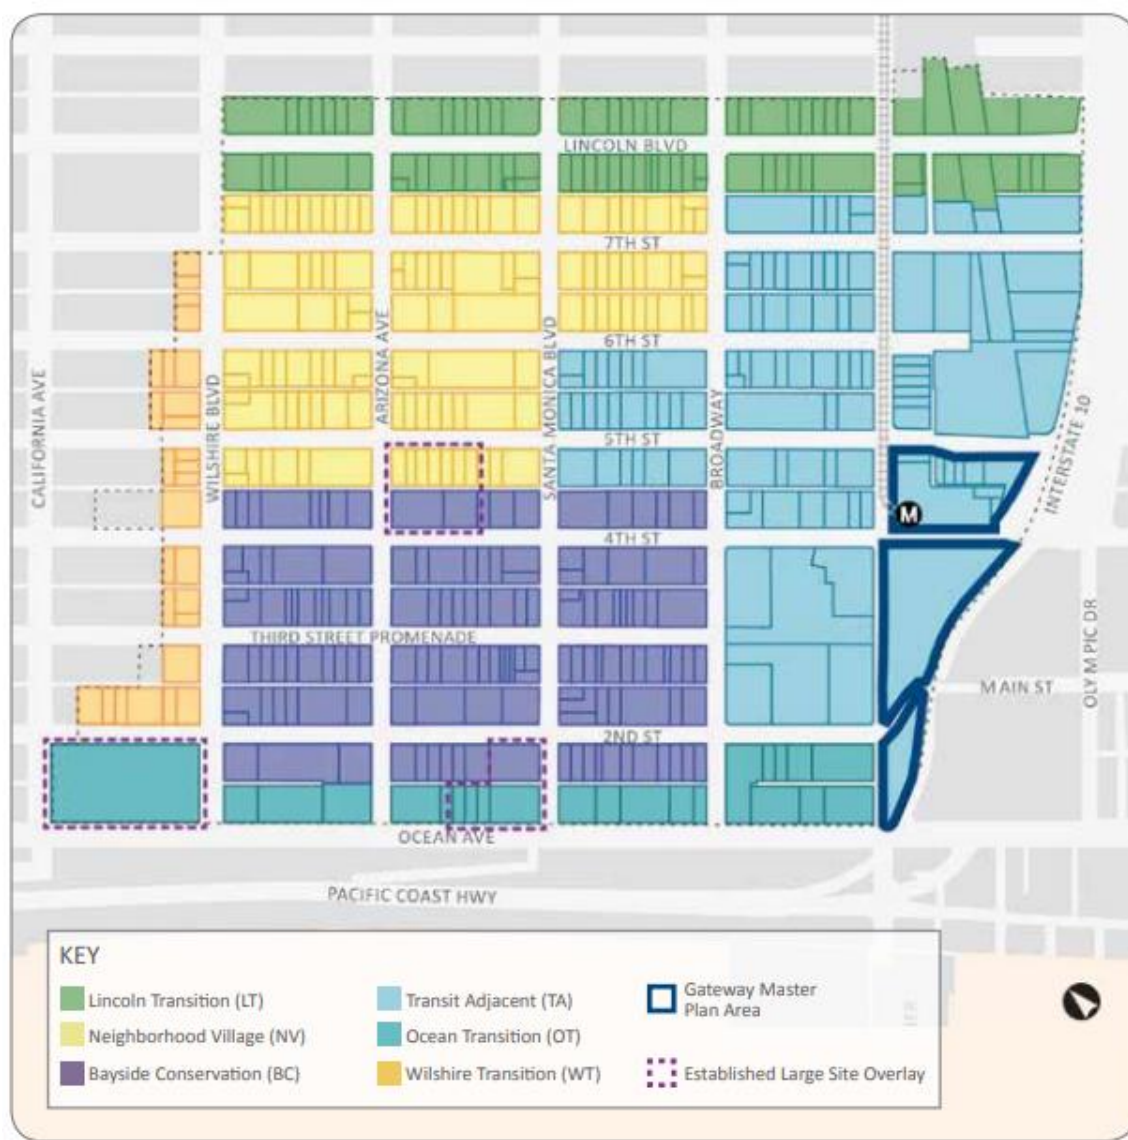 LINCOLN BLVD
7TH ST
ARIZONA AVE
SANTA MONICA BLVD
6TH ST
CALIFORNIA AVE
WILSHIRE BLVD
BROADWAY
5TH ST
INTERSTATE 10
M
4TH ST
OLYMPIC DR
THIRD STREET PROMENADE
MAIN ST
2ND ST
OCEAN AVE
PACIFIC COAST HWY
KEY
Lincoln Transition (LT)
Neighborhood Village (NV)
Bayside Conservation (BC)
Transit Adjacent (TA)
Ocean Transition (OT)
Wilshire Transition (WT)
Gateway Master
Plan Area
Established Large Site Overlay